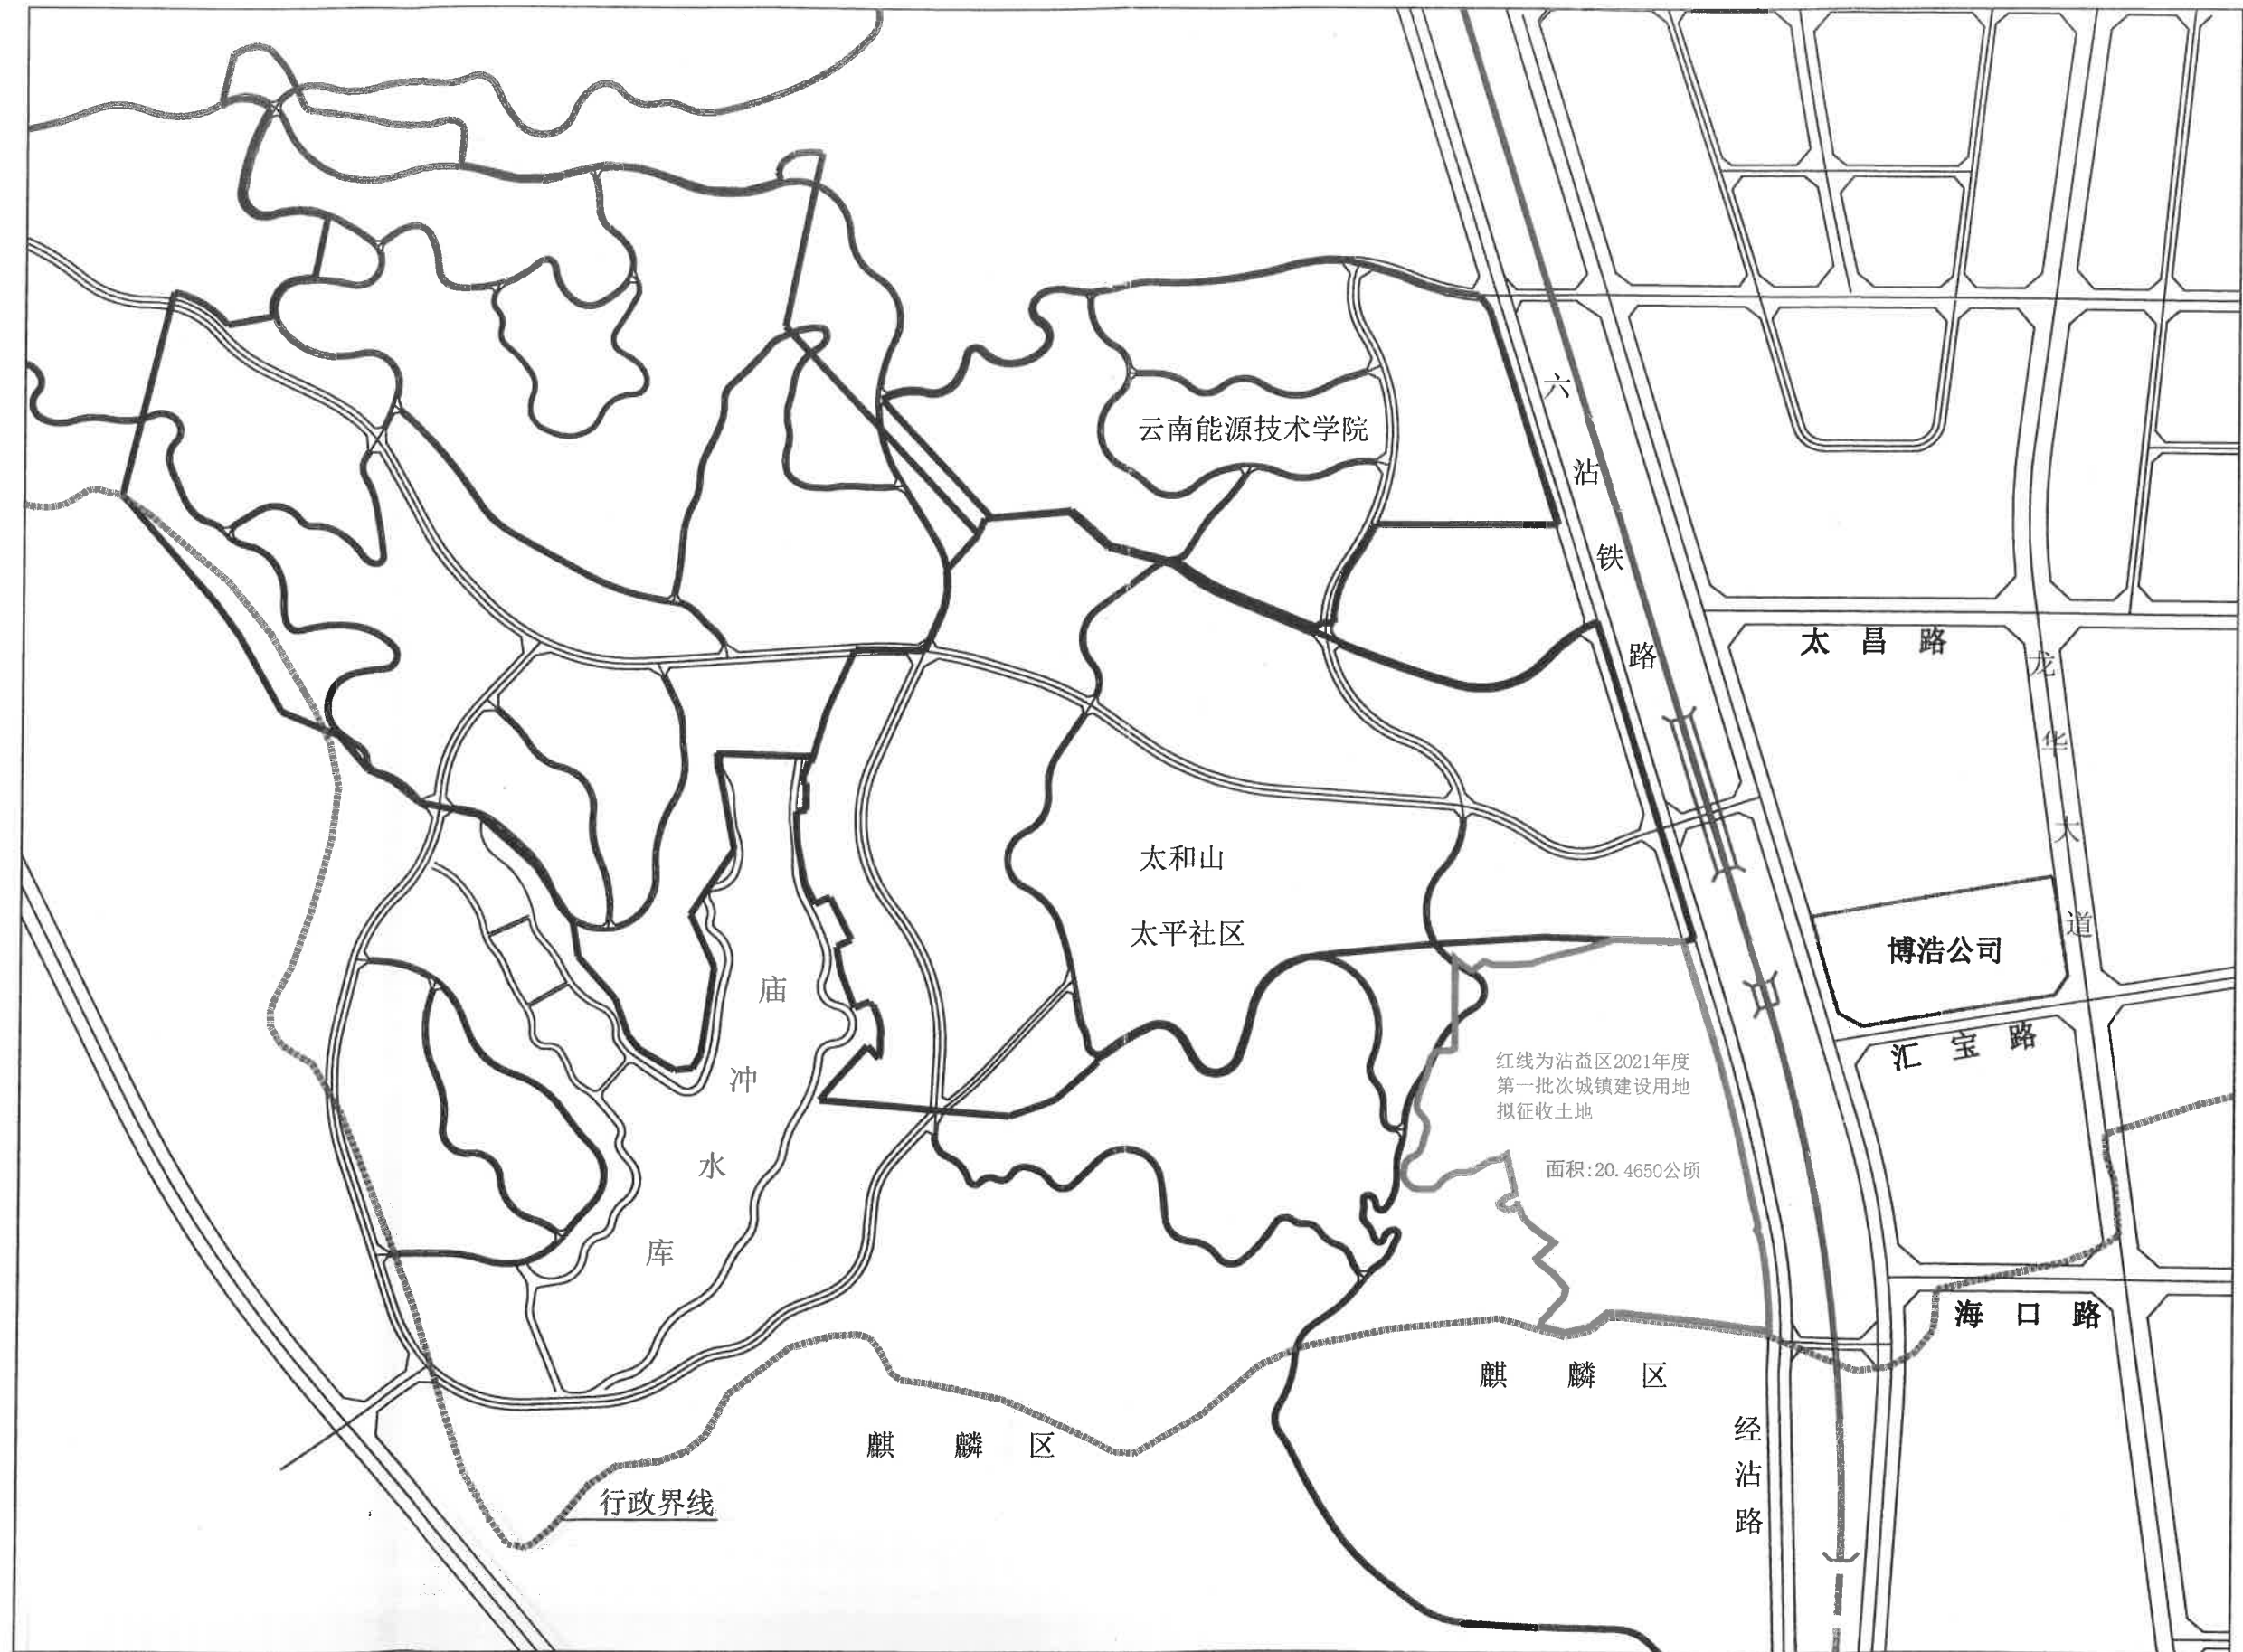 云南能源技术学院
六沾铁路
太昌路
龙华大道
太和山
太平社区
博浩公司
庙冲水库
汇宝路
红线为沾益区2021年度
第一批次城镇建设用地
拟征收土地
面积:20.4650公顷
海口路
麒麟区
麒麟区
经沾路
行政界线